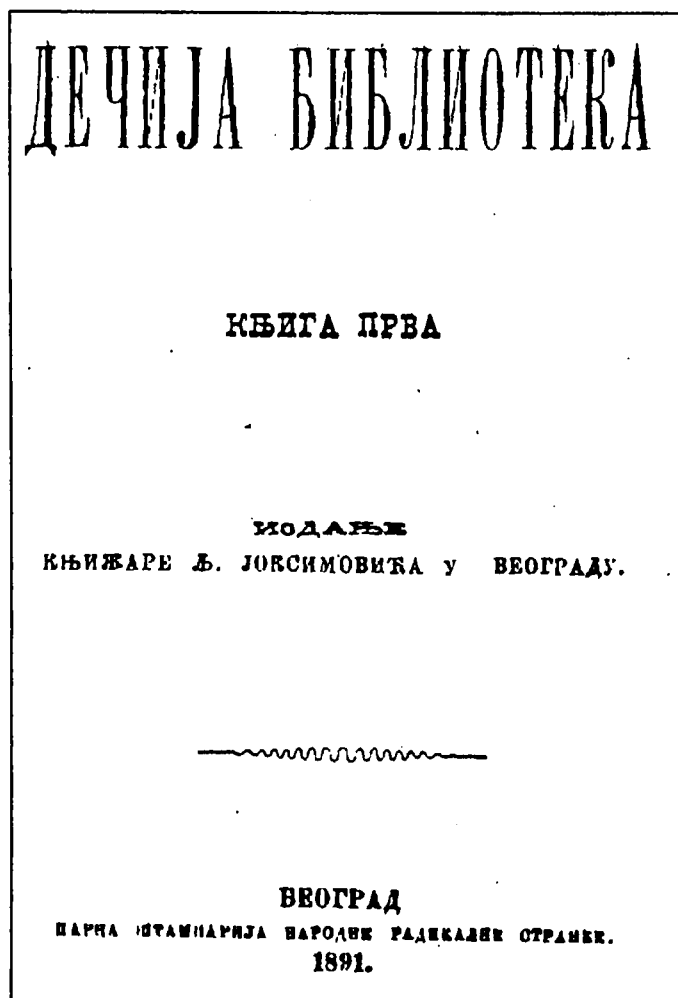 ДЕЧИЈА БИБЛИОТЕКА
КЊИГА ПРВА
ИЗДАЊЕ
КЊИЖАРЕ Љ. ЈОКСИМОВИЋА У БЕОГРАДУ.
БЕОГРАД
ПАРНА ШТАМПАРИЈА НАРОДНЕ РАДИКАЛНЕ СТРАНКЕ.
1891.